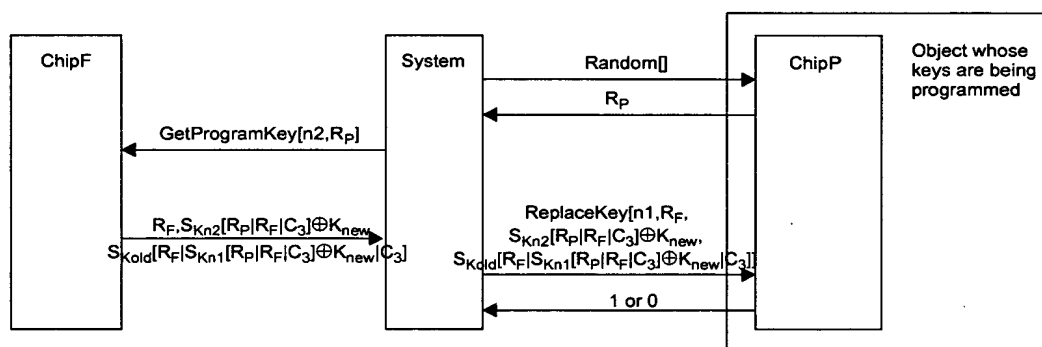 ChipF
System
ChipP
Object whose
keys are being
programmed
Random[]
R_P
GetProgramKey[n2,R_P]
R_F,S_Kn2[R_P|R_F|C_3]⊕K_new
S_Kold[R_F|S_Kn1[R_P|R_F|C_3]⊕K_new|C_3]
ReplaceKey[n1,R_F,
S_Kn2[R_P|R_F|C_3]⊕K_new,
S_Kold[R_F|S_Kn1[R_P|R_F|C_3]⊕K_new|C_3]]
1 or 0